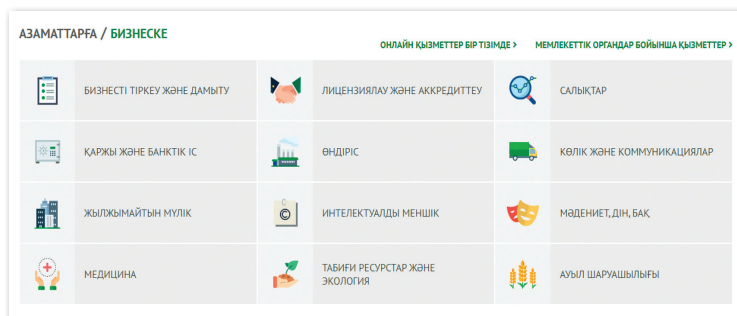 АЗАМАТТАРҒА / БИЗНЕСКЕ
ОНЛАЙН ҚЫЗМЕТТЕР БІР ТІЗІМДЕ › МЕМЛЕКЕТТІК ОРГАНДАР БОЙЫНША ҚЫЗМЕТТЕР ›
БИЗНЕСТІ ТІРКЕУ ЖӘНЕ ДАМЫТУ
ЛИЦЕНЗИЯЛАУ ЖӘНЕ АККРЕДИТТЕУ
САЛЫҚТАР
ҚАРЖЫ ЖӘНЕ БАНКТІК ІС
ӨНДІРІС
КӨЛІК ЖӘНЕ КОММУНИКАЦИЯЛАР
ЖЫЛЖЫМАЙТЫН МҮЛІК
©
ИНТЕЛЕКТУАЛДЫ МЕНШІК
МӘДЕНИЕТ, ДІН, БАҚ
МЕДИЦИНА
ТАБИҒИ РЕСУРСТАР ЖӘНЕ
ЭКОЛОГИЯ
АУЫЛ ШАРУАШЫЛЫҒЫ